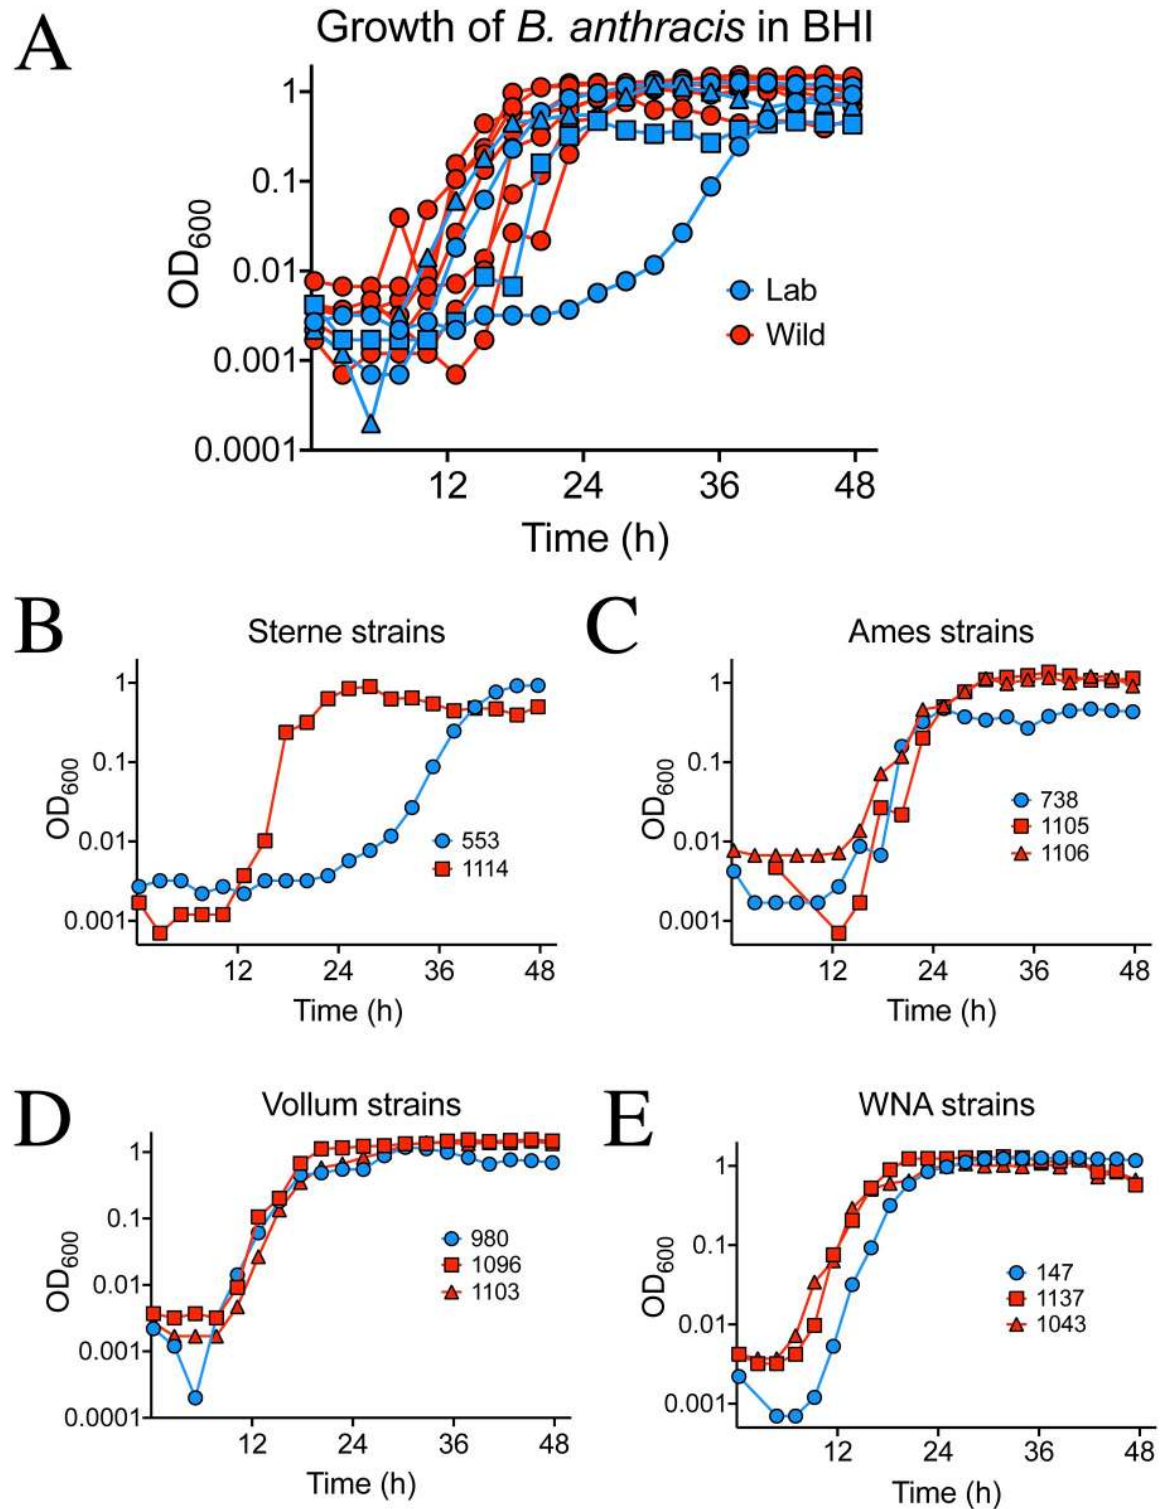 A
Growth of B. anthracis in BHI
OD600
1
0.1
0.01
0.001
0.0001
12 24 36 48
Time (h)
Lab
Wild
B
Sterne strains
OD600
1
0.1
0.01
0.001
12 24 36 48
Time (h)
553
1114
C
Ames strains
OD600
1
0.1
0.01
0.001
12 24 36 48
Time (h)
738
1105
1106
D
Vollum strains
OD600
1
0.1
0.01
0.001
0.0001
12 24 36 48
Time (h)
980
1096
1103
E
WNA strains
OD600
1
0.1
0.01
0.001
12 24 36 48
Time (h)
147
1137
1043